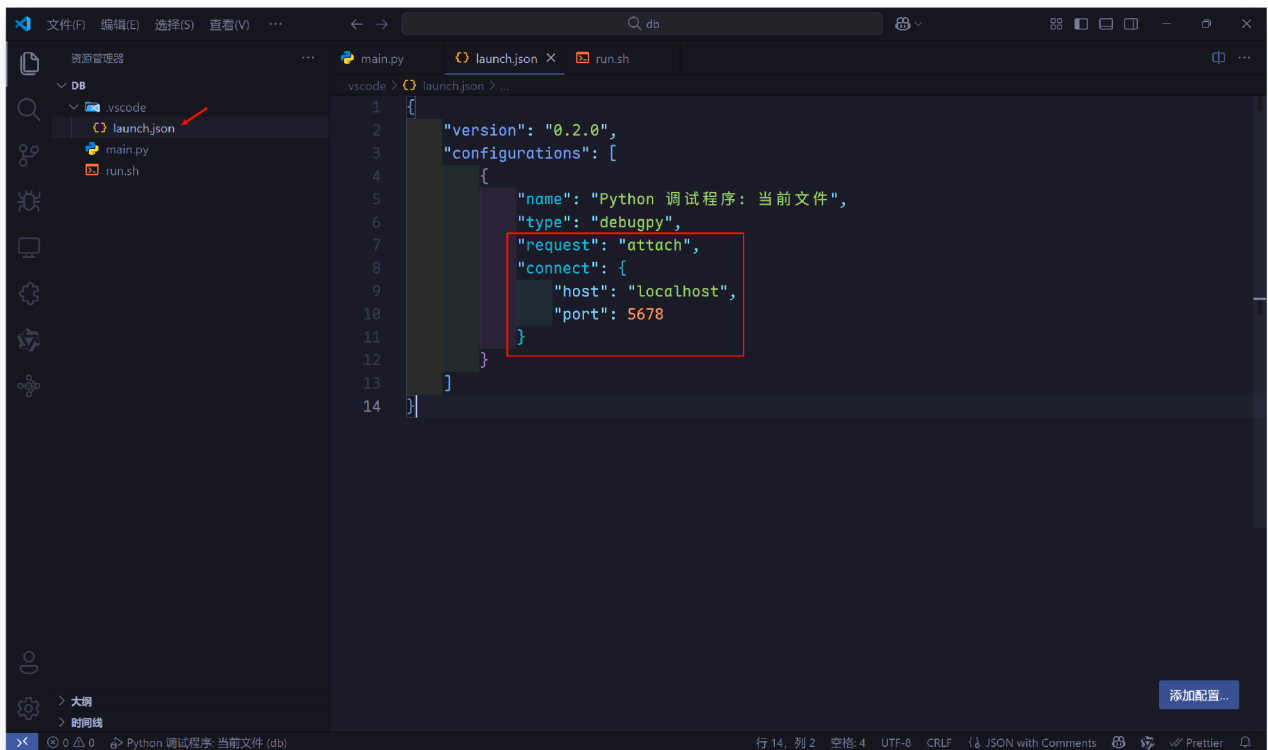 文件(F) 编辑(E) 选择(S) 查看(V) ··· db
资源管理器 ···
DB
.vscode
launch.json
main.py
run.sh
大纲
时间线
main.py launch.json run.sh
.vscode > launch.json > ...
1 {
2 "version": "0.2.0",
3 "configurations": [
4 {
5 "name": "Python 调试程序: 当前文件",
6 "type": "debugpy",
7 "request": "attach",
8 "connect": {
9 "host": "localhost",
10 "port": 5678
11 }
12 }
13 ]
14 }
添加配置...
0 0 Python 调试程序: 当前文件 (db) 行 14, 列 2 空格: 4 UTF-8 CRLF JSON with Comments Prettier